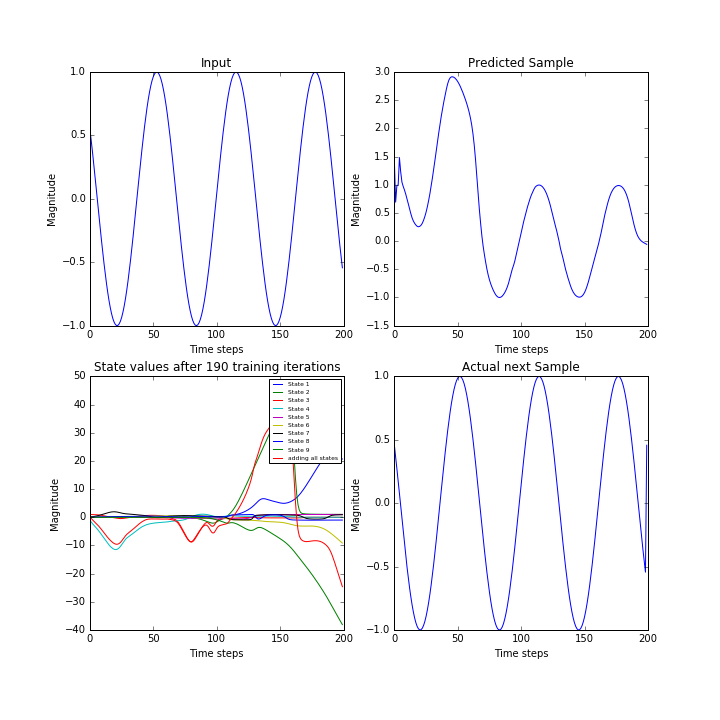 Input
1.0
0.5
0.0
−0.5
−1.0
0
50
100
150
200
Magnitude
Time steps
Predicted Sample
3.0
2.5
2.0
1.5
1.0
0.5
0.0
−0.5
−1.0
−1.5
0
50
100
150
200
Magnitude
Time steps
State values after 190 training iterations
50
40
30
20
10
0
−10
−20
−30
−40
0
50
100
150
200
Magnitude
Time steps
State 1
State 2
State 3
State 4
State 5
State 6
State 7
State 8
State 9
adding all states
Actual next Sample
1.0
0.5
0.0
−0.5
−1.0
0
50
100
150
200
Magnitude
Time steps